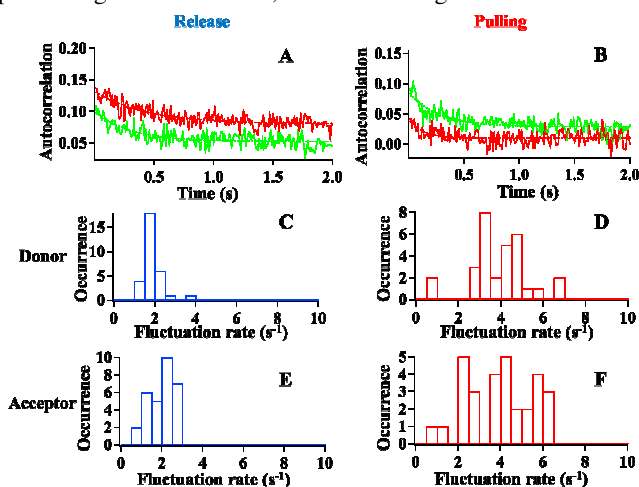 Release
Pulling
A
B
Autocorrelation
0.20
0.15
0.10
0.05
0.5
1.0
1.5
2.0
Time (s)
Autocorrelation
0.15
0.10
0.05
0.00
0.5
1.0
1.5
2.0
Time (s)
Donor
C
Occurrence
15
10
5
0
0 2 4 6 8 10
Fluctuation rate (s-1)
D
Occurrence
8
6
4
2
0
0 2 4 6 8 10
Fluctuation rate (s-1)
Acceptor
E
Occurrence
10
8
6
4
2
0
0 2 4 6 8 10
Fluctuation rate (s-1)
F
Occurrence
5
4
3
2
1
0
0 2 4 6 8 10
Fluctuation rate (s-1)